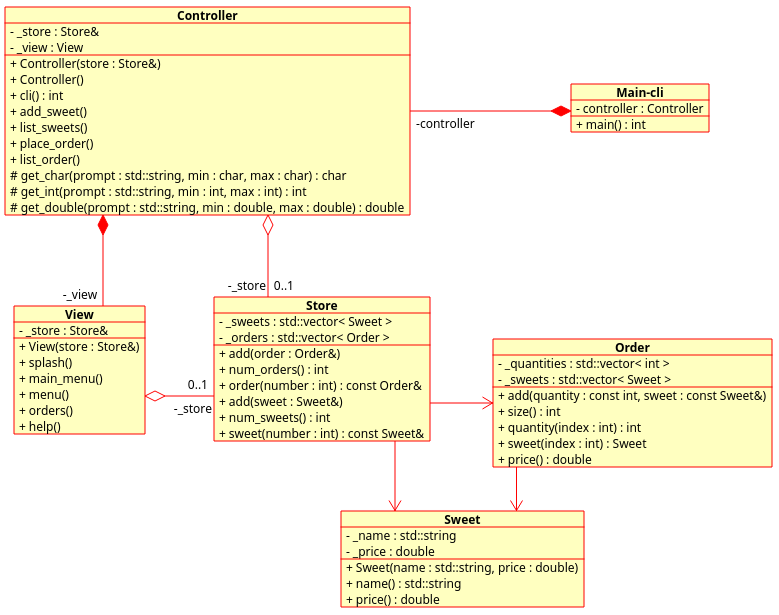 Controller
- _store : Store&
- _view : View
+ Controller(store : Store&)
+ Controller()
+ cli() : int
+ add_sweet()
+ list_sweets()
+ place_order()
+ list_order()
# get_char(prompt : std::string, min : char, max : char) : char
# get_int(prompt : std::string, min : int, max : int) : int
# get_double(prompt : std::string, min : double, max : double) : double
Main-cli
- controller : Controller
+ main() : int
-controller
-_view
-_store 0..1
View
- _store : Store&
+ View(store : Store&)
+ splash()
+ main_menu()
+ menu()
+ orders()
+ help()
0..1
-_store
Store
- _sweets : std::vector< Sweet >
- _orders : std::vector< Order >
+ add(order : Order&)
+ num_orders() : int
+ order(number : int) : const Order&
+ add(sweet : Sweet&)
+ num_sweets() : int
+ sweet(number : int) : const Sweet&
Order
- _quantities : std::vector< int >
- _sweets : std::vector< Sweet >
+ add(quantity : const int, sweet : const Sweet&)
+ size() : int
+ quantity(index : int) : int
+ sweet(index : int) : Sweet
+ price() : double
Sweet
- _name : std::string
- _price : double
+ Sweet(name : std::string, price : double)
+ name() : std::string
+ price() : double